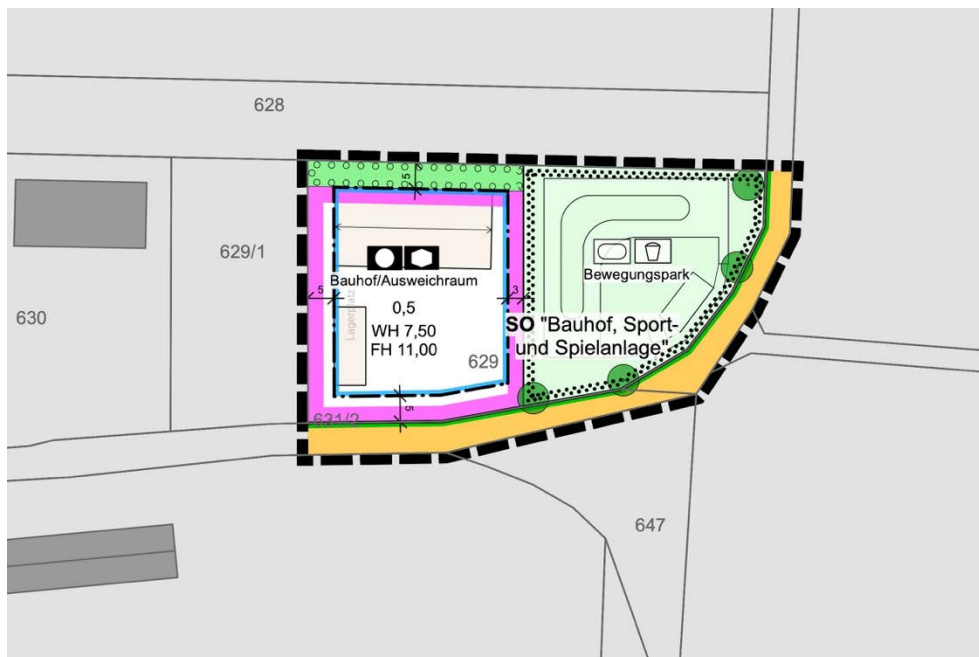 628
5
629/1
Bewegungspark
Bauhof/Ausweichraum
5
3
630
0,5
Lagerplatz
SO "Bauhof, Sport-
und Spielanlage"
WH 7,50
FH 11,00
629
5
631/2
647